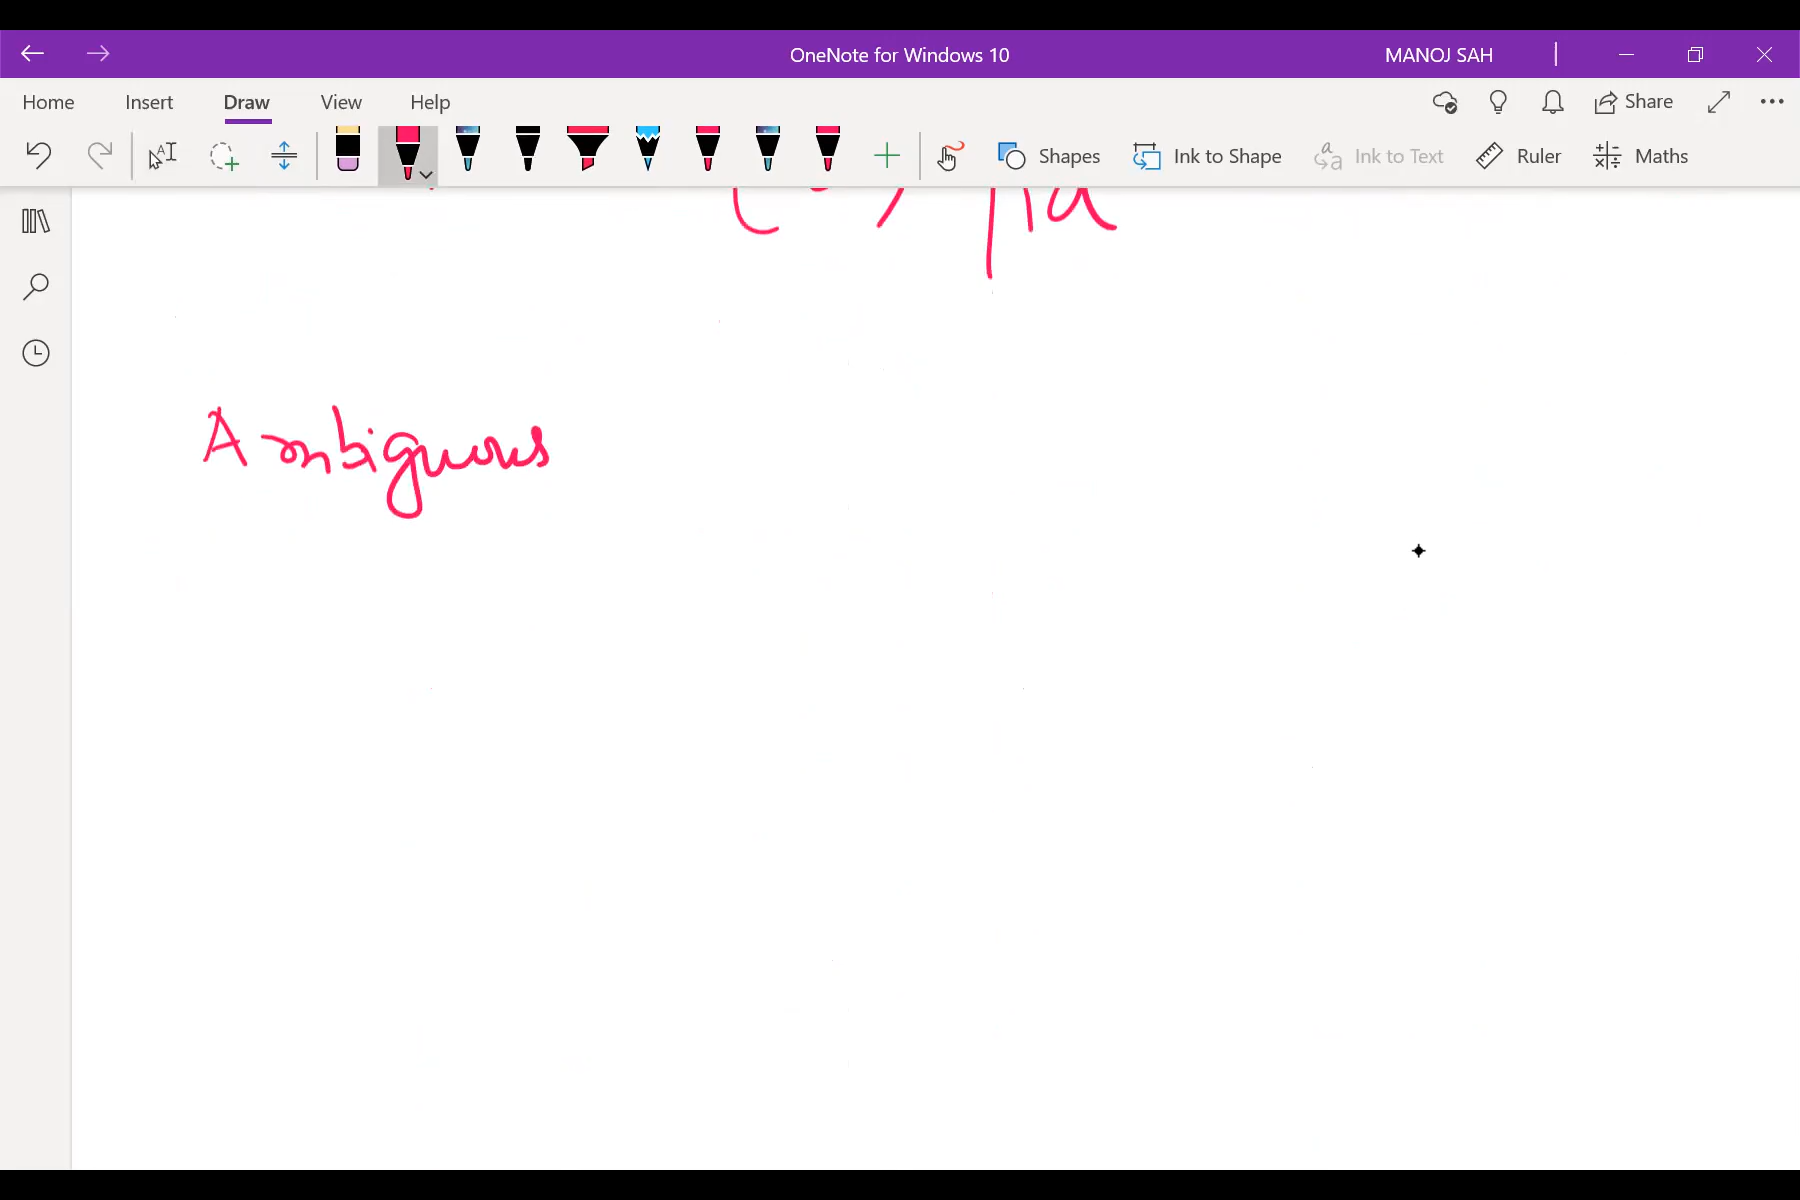 OneNote for Windows 10 MANOJ SAH
Home Insert Draw View Help Share
Shapes Ink to Shape Ink to Text Ruler Maths
Ambiguous